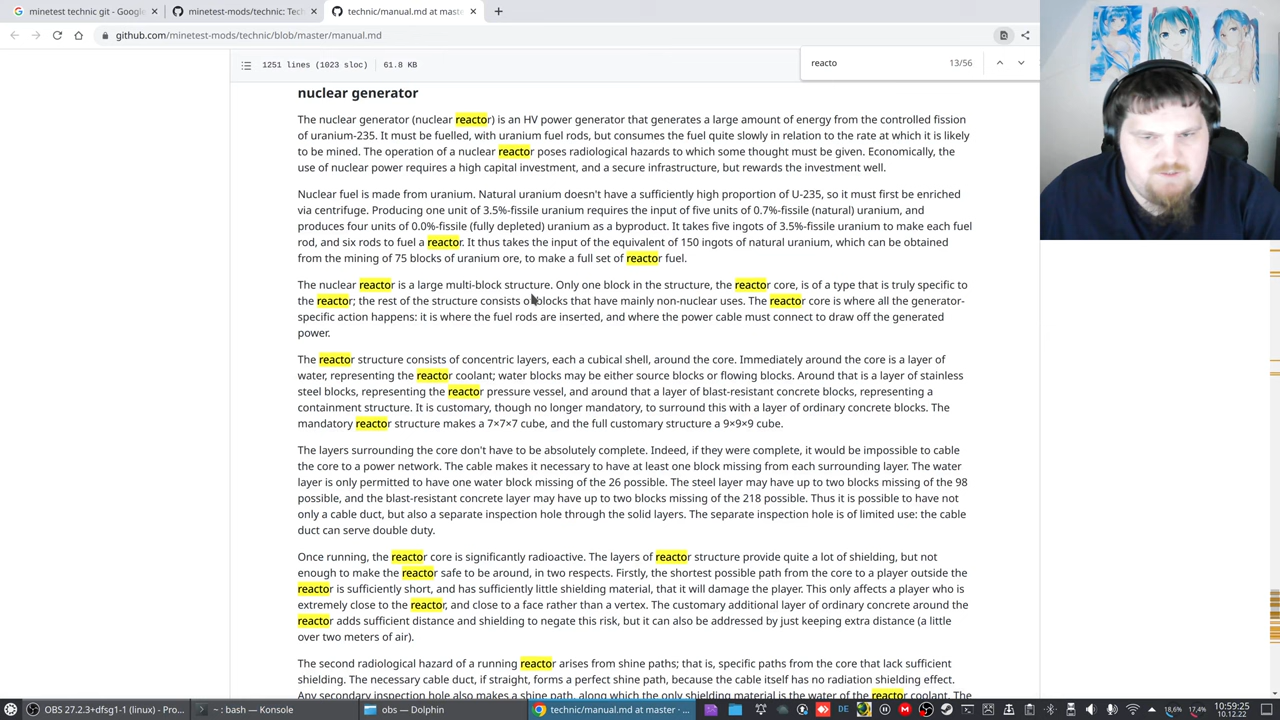 minetest technic git - Google
minetest-mods/technic: Tech
technic/manual.md at master
github.com/minetest-mods/technic/blob/master/manual.md
1251 lines (1023 sloc)
61.8 KB
reacto
13/56
nuclear generator
The nuclear generator (nuclear reactor) is an HV power generator that generates a large amount of energy from the controlled fission
of uranium-235. It must be fuelled, with uranium fuel rods, but consumes the fuel quite slowly in relation to the rate at which it is likely
to be mined. The operation of a nuclear reactor poses radiological hazards to which some thought must be given. Economically, the
use of nuclear power requires a high capital investment, and a secure infrastructure, but rewards the investment well.
Nuclear fuel is made from uranium. Natural uranium doesn't have a sufficiently high proportion of U-235, so it must first be enriched
via centrifuge. Producing one unit of 3.5%-fissile uranium requires the input of five units of 0.7%-fissile (natural) uranium, and
produces four units of 0.0%-fissile (fully depleted) uranium as a byproduct. It takes five ingots of 3.5%-fissile uranium to make each fuel
rod, and six rods to fuel a reactor. It thus takes the input of the equivalent of 150 ingots of natural uranium, which can be obtained
from the mining of 75 blocks of uranium ore, to make a full set of reactor fuel.
The nuclear reactor is a large multi-block structure. Only one block in the structure, the reactor core, is of a type that is truly specific to
the reactor; the rest of the structure consists of blocks that have mainly non-nuclear uses. The reactor core is where all the generator-
specific action happens: it is where the fuel rods are inserted, and where the power cable must connect to draw off the generated
power.
The reactor structure consists of concentric layers, each a cubical shell, around the core. Immediately around the core is a layer of
water, representing the reactor coolant; water blocks may be either source blocks or flowing blocks. Around that is a layer of stainless
steel blocks, representing the reactor pressure vessel, and around that a layer of blast-resistant concrete blocks, representing a
containment structure. It is customary, though no longer mandatory, to surround this with a layer of ordinary concrete blocks. The
mandatory reactor structure makes a 7×7×7 cube, and the full customary structure a 9×9×9 cube.
The layers surrounding the core don't have to be absolutely complete. Indeed, if they were complete, it would be impossible to cable
the core to a power network. The cable makes it necessary to have at least one block missing from each surrounding layer. The water
layer is only permitted to have one water block missing of the 26 possible. The steel layer may have up to two blocks missing of the 98
possible, and the blast-resistant concrete layer may have up to two blocks missing of the 218 possible. Thus it is possible to have not
only a cable duct, but also a separate inspection hole through the solid layers. The separate inspection hole is of limited use: the cable
duct can serve double duty.
Once running, the reactor core is significantly radioactive. The layers of reactor structure provide quite a lot of shielding, but not
enough to make the reactor safe to be around, in two respects. Firstly, the shortest possible path from the core to a player outside the
reactor is sufficiently short, and has sufficiently little shielding material, that it will damage the player. This only affects a player who is
extremely close to the reactor, and close to a face rather than a vertex. The customary additional layer of ordinary concrete around the
reactor adds sufficient distance and shielding to negate this risk, but it can also be addressed by just keeping extra distance (a little
over two meters of air).
The second radiological hazard of a running reactor arises from shine paths; that is, specific paths from the core that lack sufficient
shielding. The necessary cable duct, if straight, forms a perfect shine path, because the cable itself has no radiation shielding effect.
Any secondary inspection hole also makes a shine path, along which the only shielding material is the water of the reactor coolant. The
OBS 27.2.3+dfsg1-1 (linux) - Pro...
~ : bash — Konsole
obs — Dolphin
technic/manual.md at master · ...
DE
18,6%
17,4%
10:59:25
10.12.22